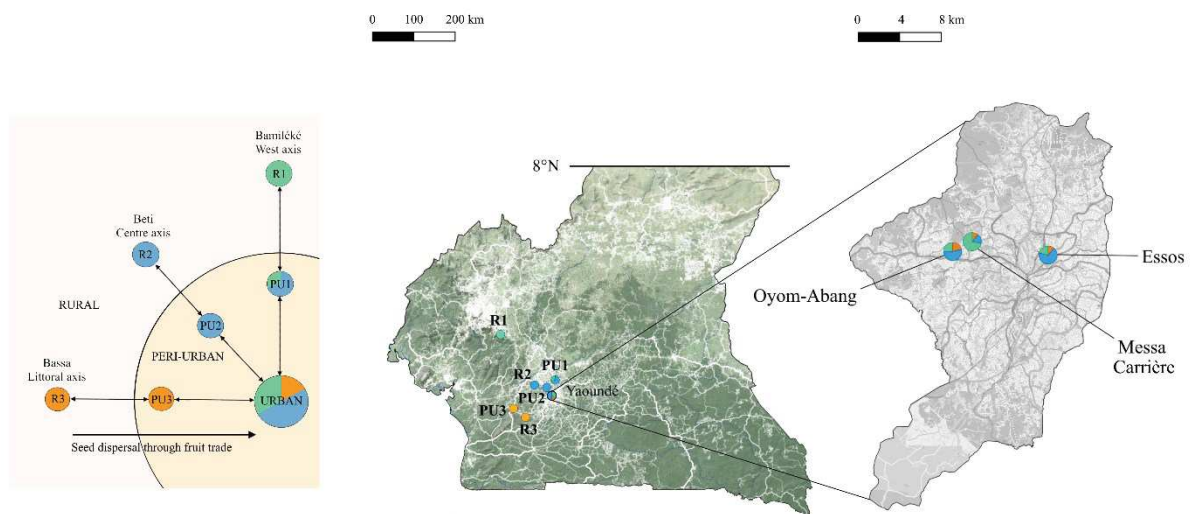 0 100 200 km
0 4 8 km
Bamiléké
West axis
R1
Beti
Centre axis
R2
RURAL
PU1
PU2
PERI-URBAN
Bassa
Littoral axis
R3
PU3
URBAN
Seed dispersal through fruit trade
8°N
R1
PU1
R2
Yaoundé
PU2
PU3
R3
Essos
Oyom-Abang
Messa
Carrière